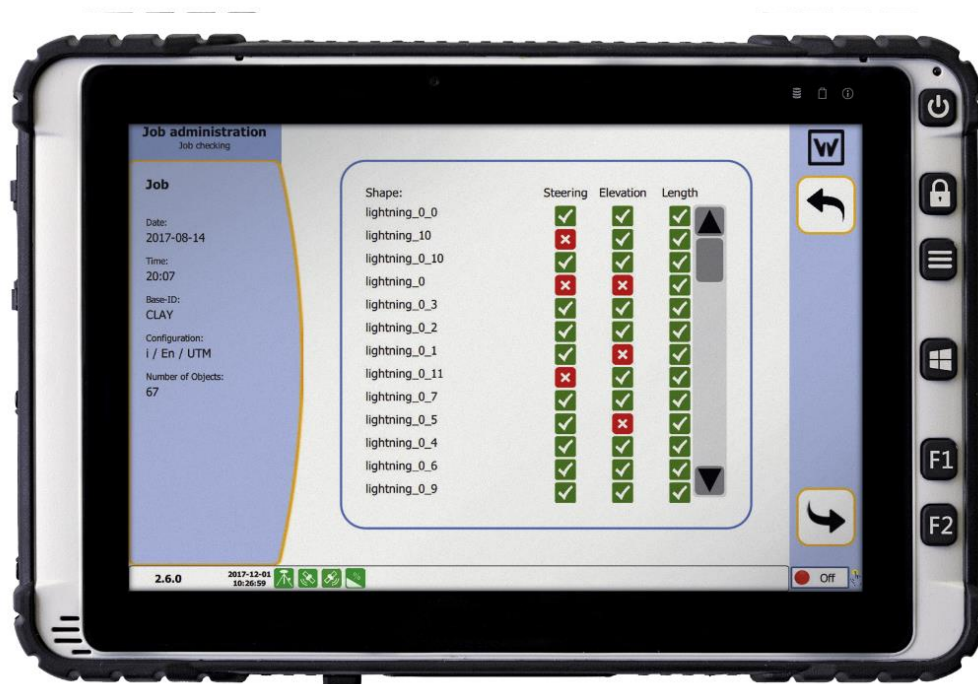 Job administration
Job checking
Job
Date:
2017-08-14
Time:
20:07
Base-ID:
CLAY
Configuration:
i / En / UTM
Number of Objects:
67
Shape: Steering Elevation Length
lightning_0_0
lightning_10
lightning_0_10
lightning_0
lightning_0_3
lightning_0_2
lightning_0_1
lightning_0_11
lightning_0_7
lightning_0_5
lightning_0_4
lightning_0_6
lightning_0_9
2.6.0
2017-12-01
10:26:59
Off
W
F1
F2